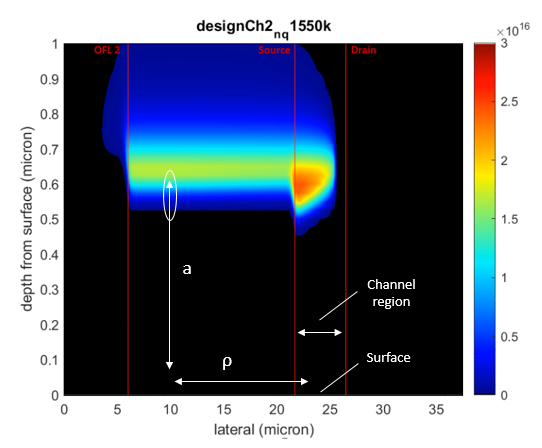 designCh2nq1550k
×10¹⁶
OFL 2
Source
Drain
1
0.9
0.8
0.7
0.6
0.5
0.4
0.3
0.2
0.1
0
depth from surface (micron)
a
ρ
Channel
region
Surface
0
5
10
15
20
25
30
35
lateral (micron)
3
2.5
2
1.5
1
0.5
0